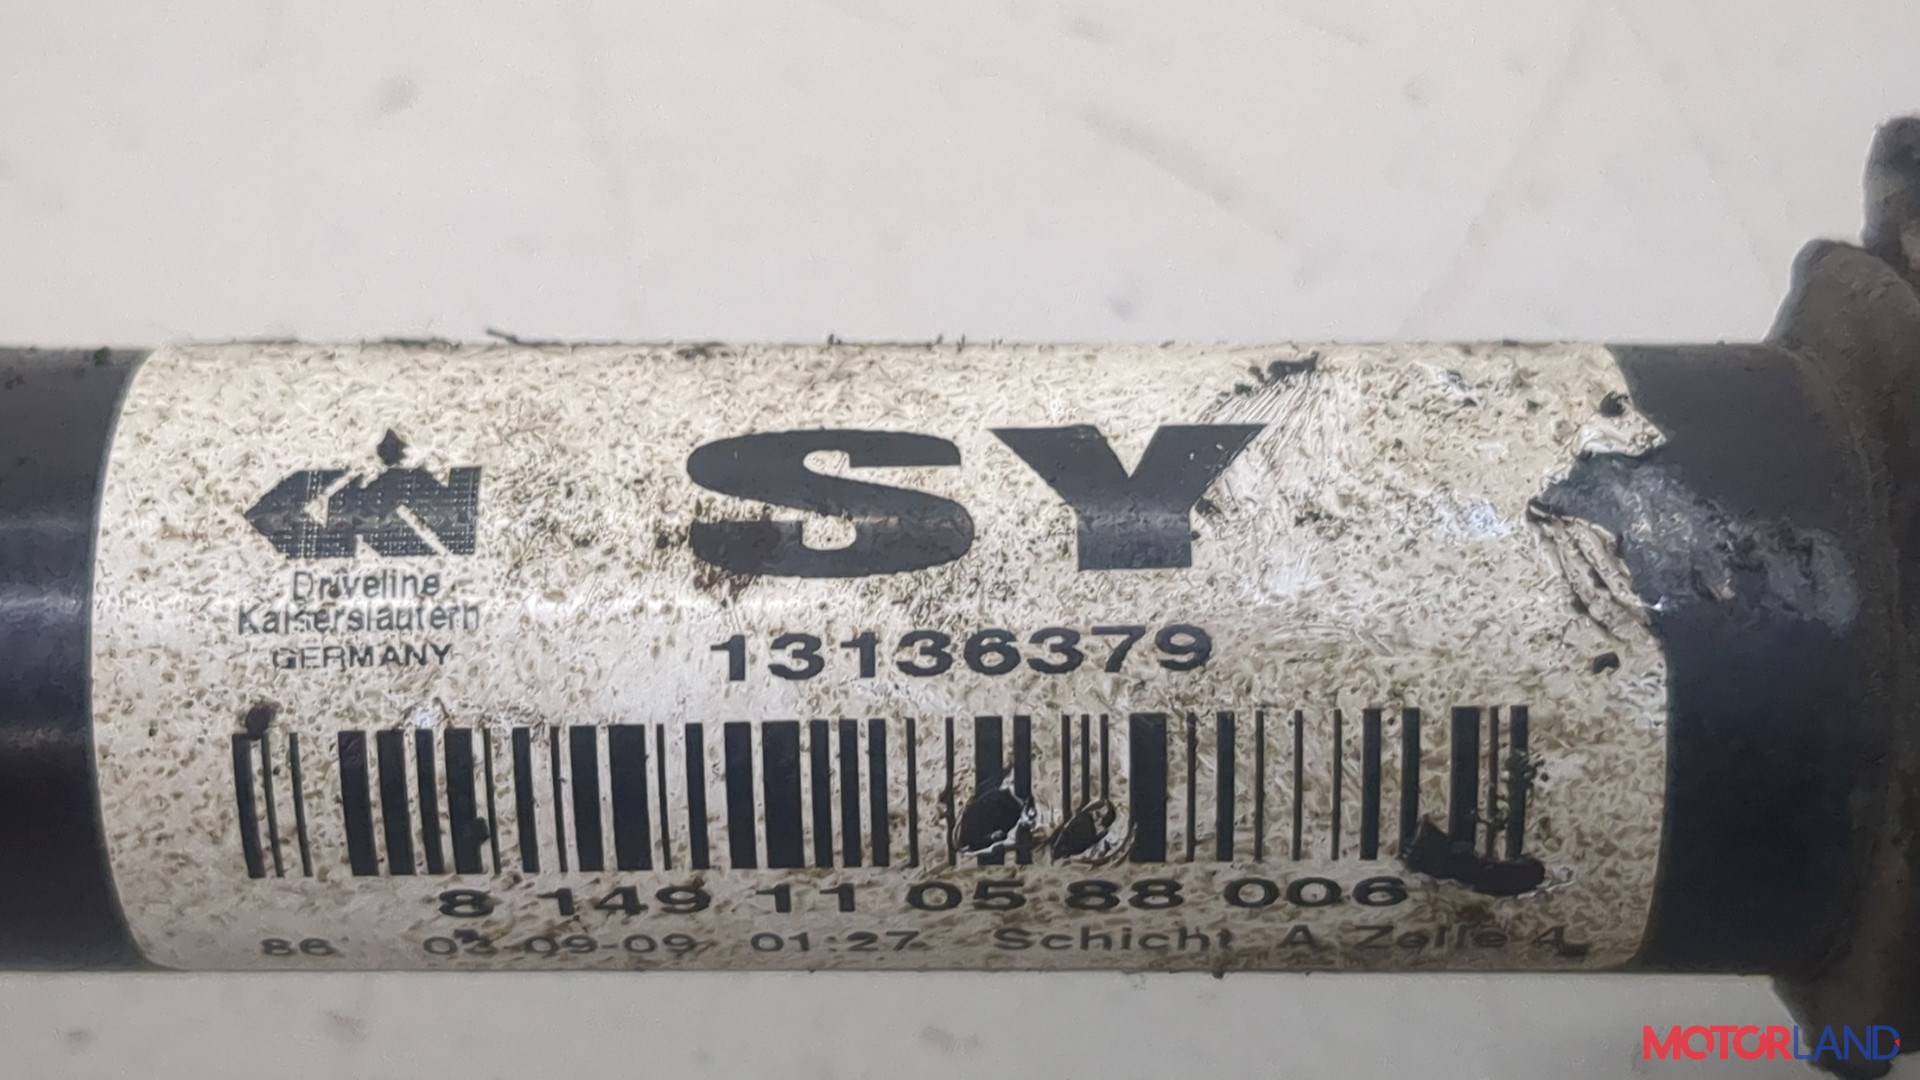 GKN
Driveline
Kaiserslautern
GERMANY
SY
13136379
8 149 11 05 88 006
86 03-09-09 01:27 Schicht A Zelle 4
MOTORLAND